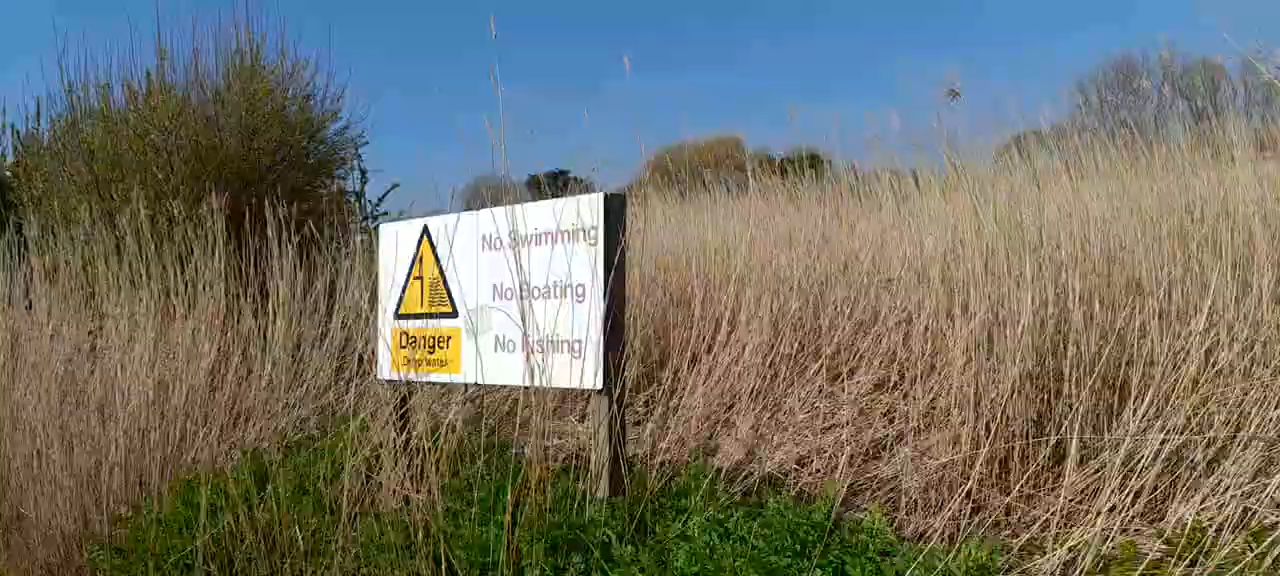 No Swimming
No Boating
No Fishing
Danger
Deep water